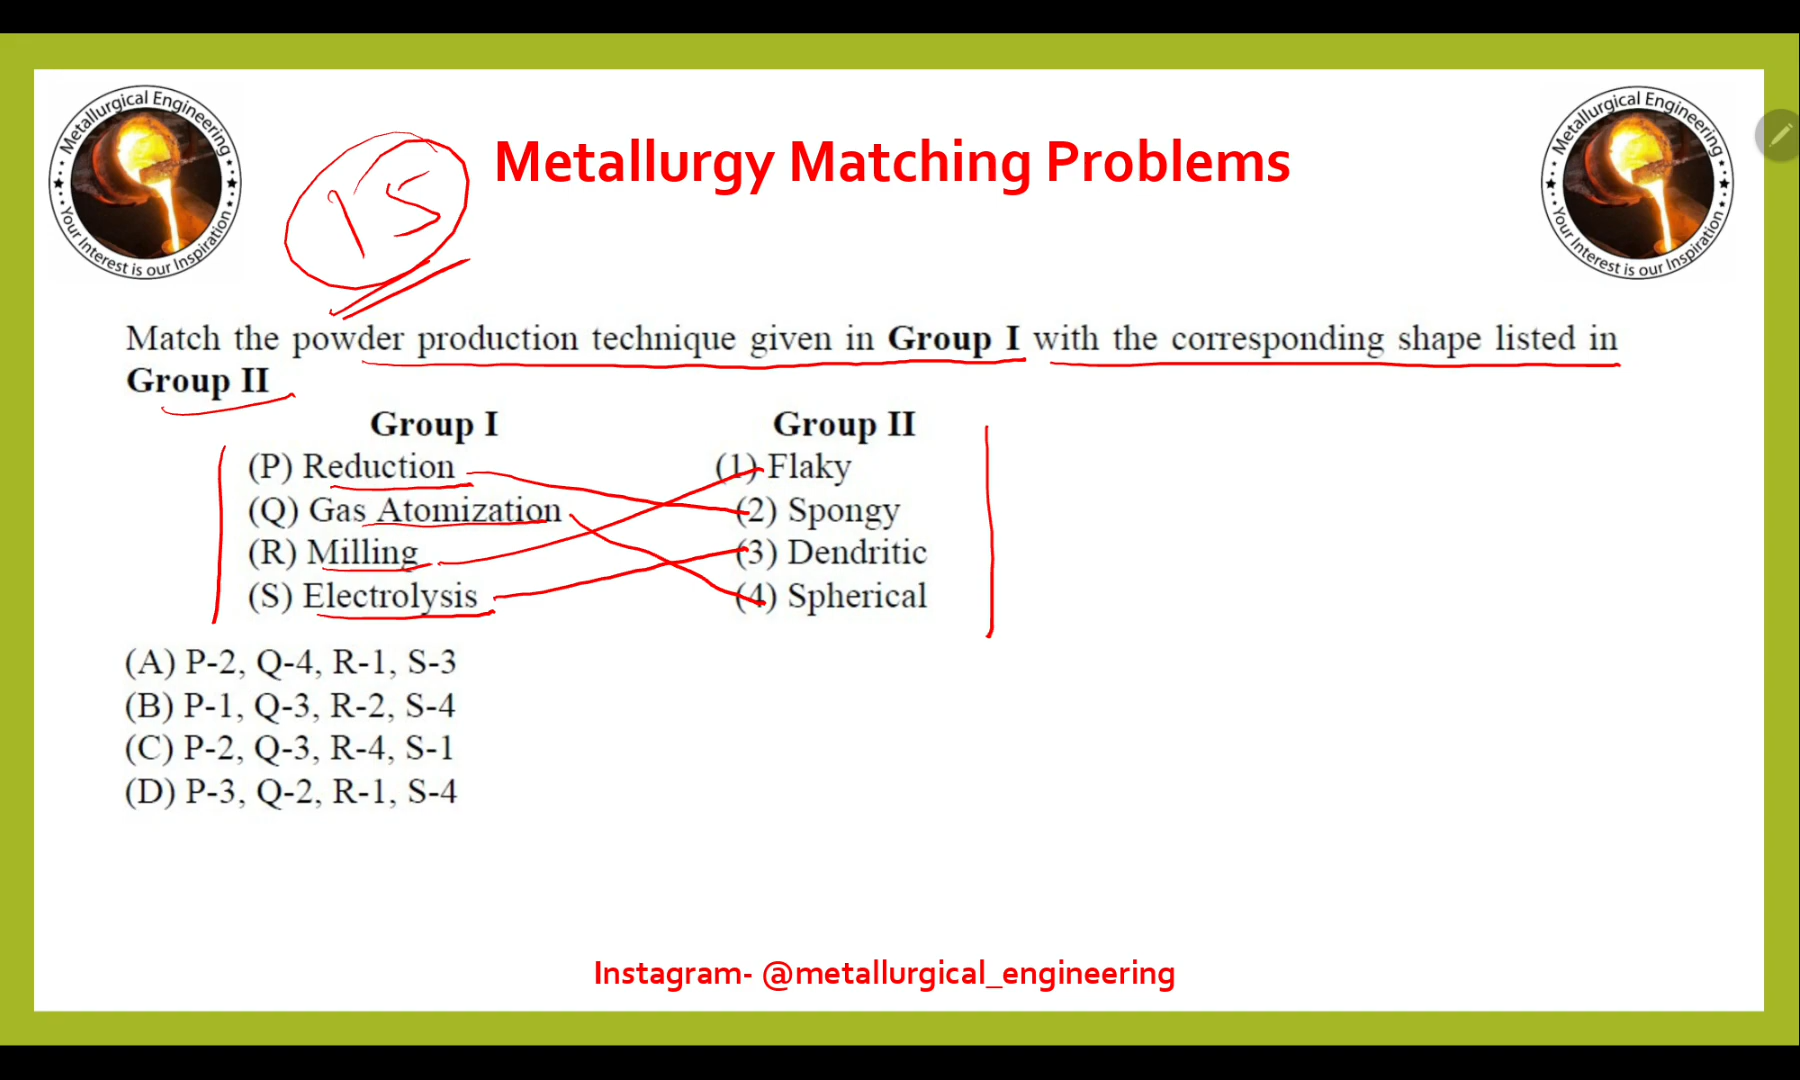 Metallurgical Engineering
Your Interest is our Inspiration
15
Metallurgy Matching Problems
Metallurgical Engineering
Your Interest is our Inspiration
Match the powder production technique given in Group I with the corresponding shape listed in
Group II
Group I Group II
(P) Reduction (1) Flaky
(Q) Gas Atomization (2) Spongy
(R) Milling (3) Dendritic
(S) Electrolysis (4) Spherical
(A) P-2, Q-4, R-1, S-3
(B) P-1, Q-3, R-2, S-4
(C) P-2, Q-3, R-4, S-1
(D) P-3, Q-2, R-1, S-4
Instagram- @metallurgical_engineering